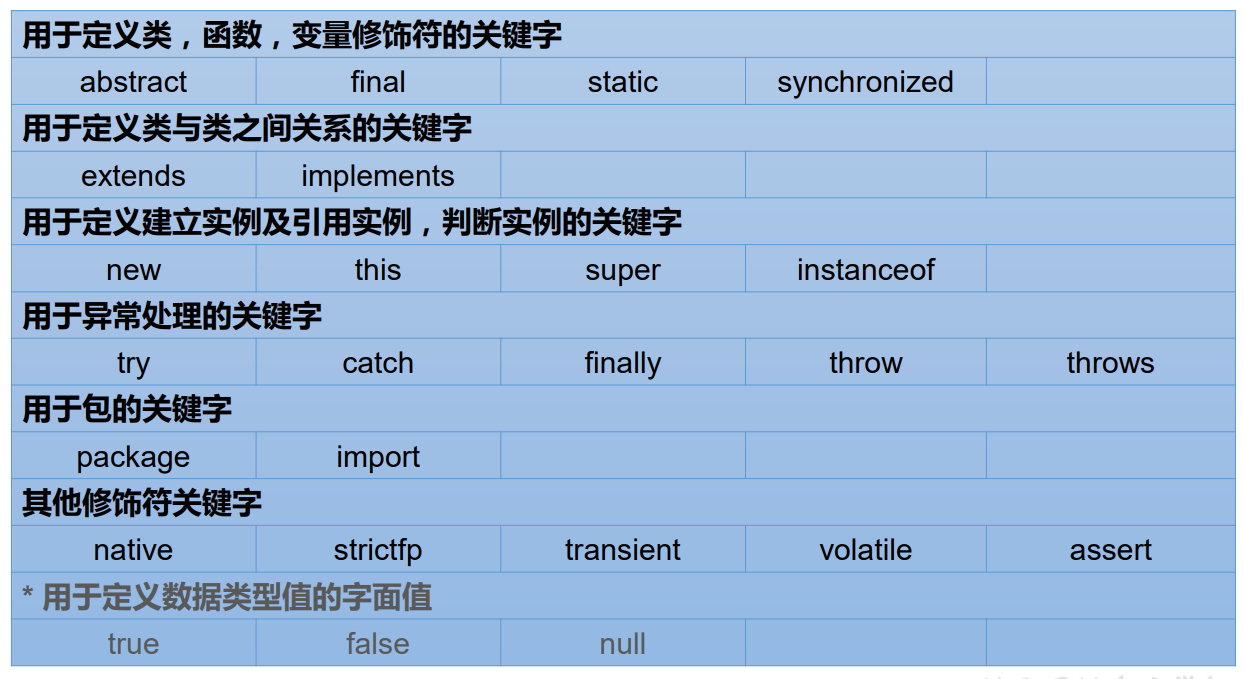 用于定义类，函数，变量修饰符的关键字
abstract final static synchronized
用于定义类与类之间关系的关键字
extends implements
用于定义建立实例及引用实例，判断实例的关键字
new this super instanceof
用于异常处理的关键字
try catch finally throw throws
用于包的关键字
package import
其他修饰符关键字
native strictfp transient volatile assert
* 用于定义数据类型值的字面值
true false null